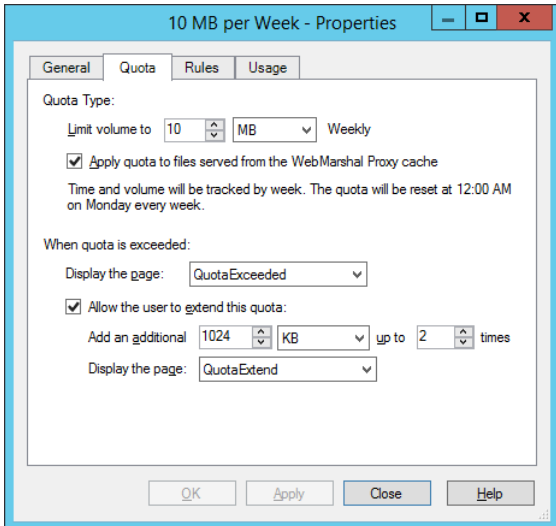 10 MB per Week - Properties
General Quota Rules Usage
Quota Type:
Limit volume to 10 MB Weekly
Apply quota to files served from the WebMarshal Proxy cache
Time and volume will be tracked by week. The quota will be reset at 12:00 AM
on Monday every week.
When quota is exceeded:
Display the page: QuotaExceeded
Allow the user to extend this quota:
Add an additional 1024 KB up to 2 times
Display the page: QuotaExtend
OK Apply Close Help